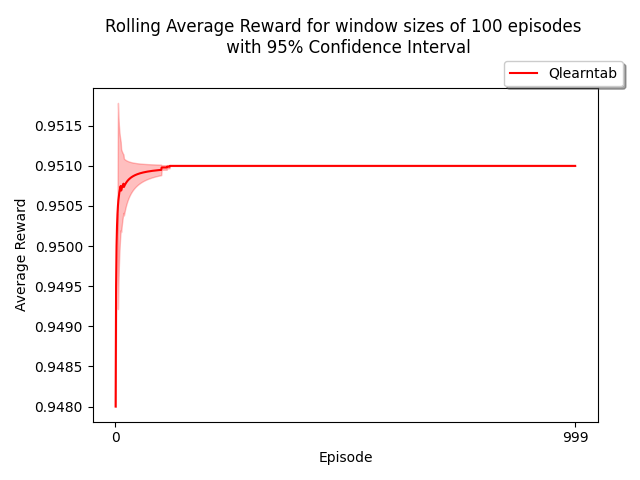 Rolling Average Reward for window sizes of 100 episodes
with 95% Confidence Interval
Qlearntab
Average Reward
0.9515
0.9510
0.9505
0.9500
0.9495
0.9490
0.9485
0.9480
0
999
Episode